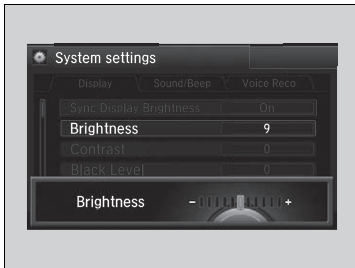 System settings
Display Sound/Beep Voice Reco
Sync Display Brightness On
Brightness 9
Contrast 0
Black Level 0
Brightness - +